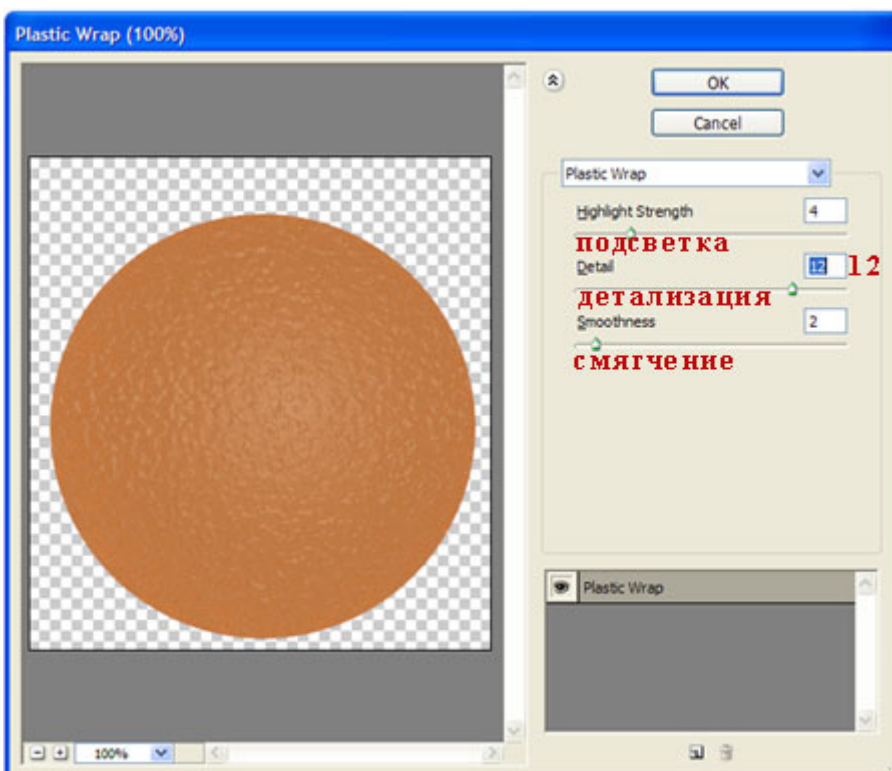 Plastic Wrap (100%)
OK
Cancel
Plastic Wrap
Highlight Strength 4
подсветка
Detail 12 12
детализация
Smoothness 2
смягчение
Plastic Wrap
100%